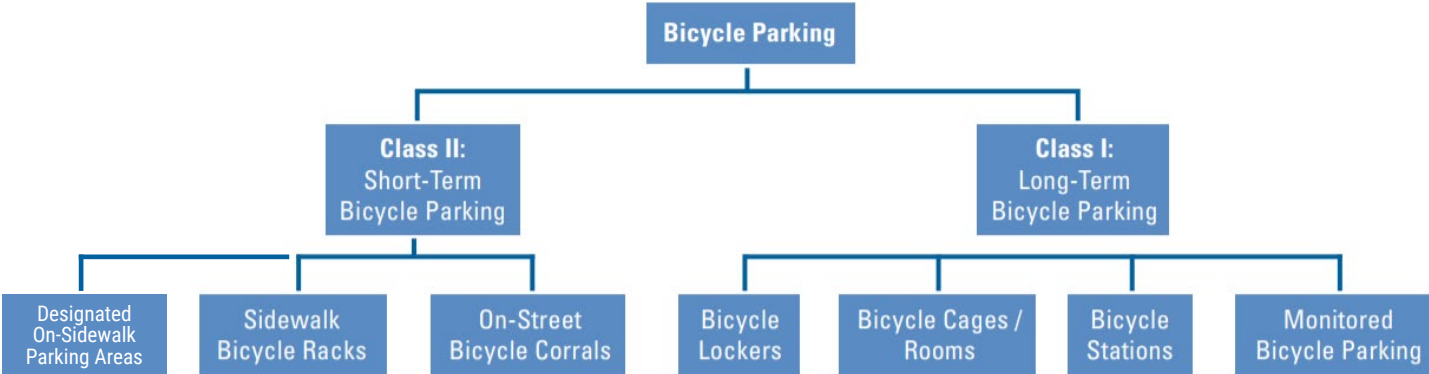 Bicycle Parking
Class II:
Short-Term
Bicycle Parking
Class I:
Long-Term
Bicycle Parking
Designated
On-Sidewalk
Parking Areas
Sidewalk
Bicycle Racks
On-Street
Bicycle Corrals
Bicycle
Lockers
Bicycle Cages /
Rooms
Bicycle
Stations
Monitored
Bicycle Parking